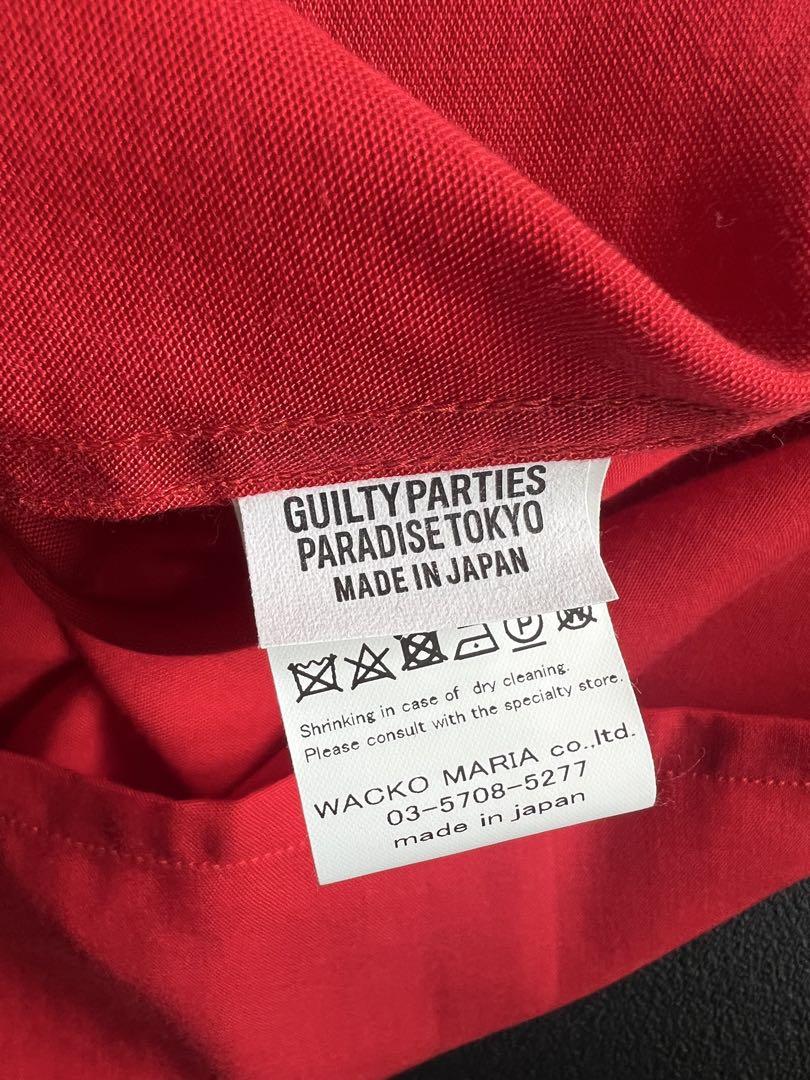 GUILTY PARTIES
PARADISE TOKYO
MADE IN JAPAN
P W
Shrinking in case of dry cleaning.
Please consult with the specialty store.
WACKO MARIA co.,ltd.
03-5708-5277
made in japan